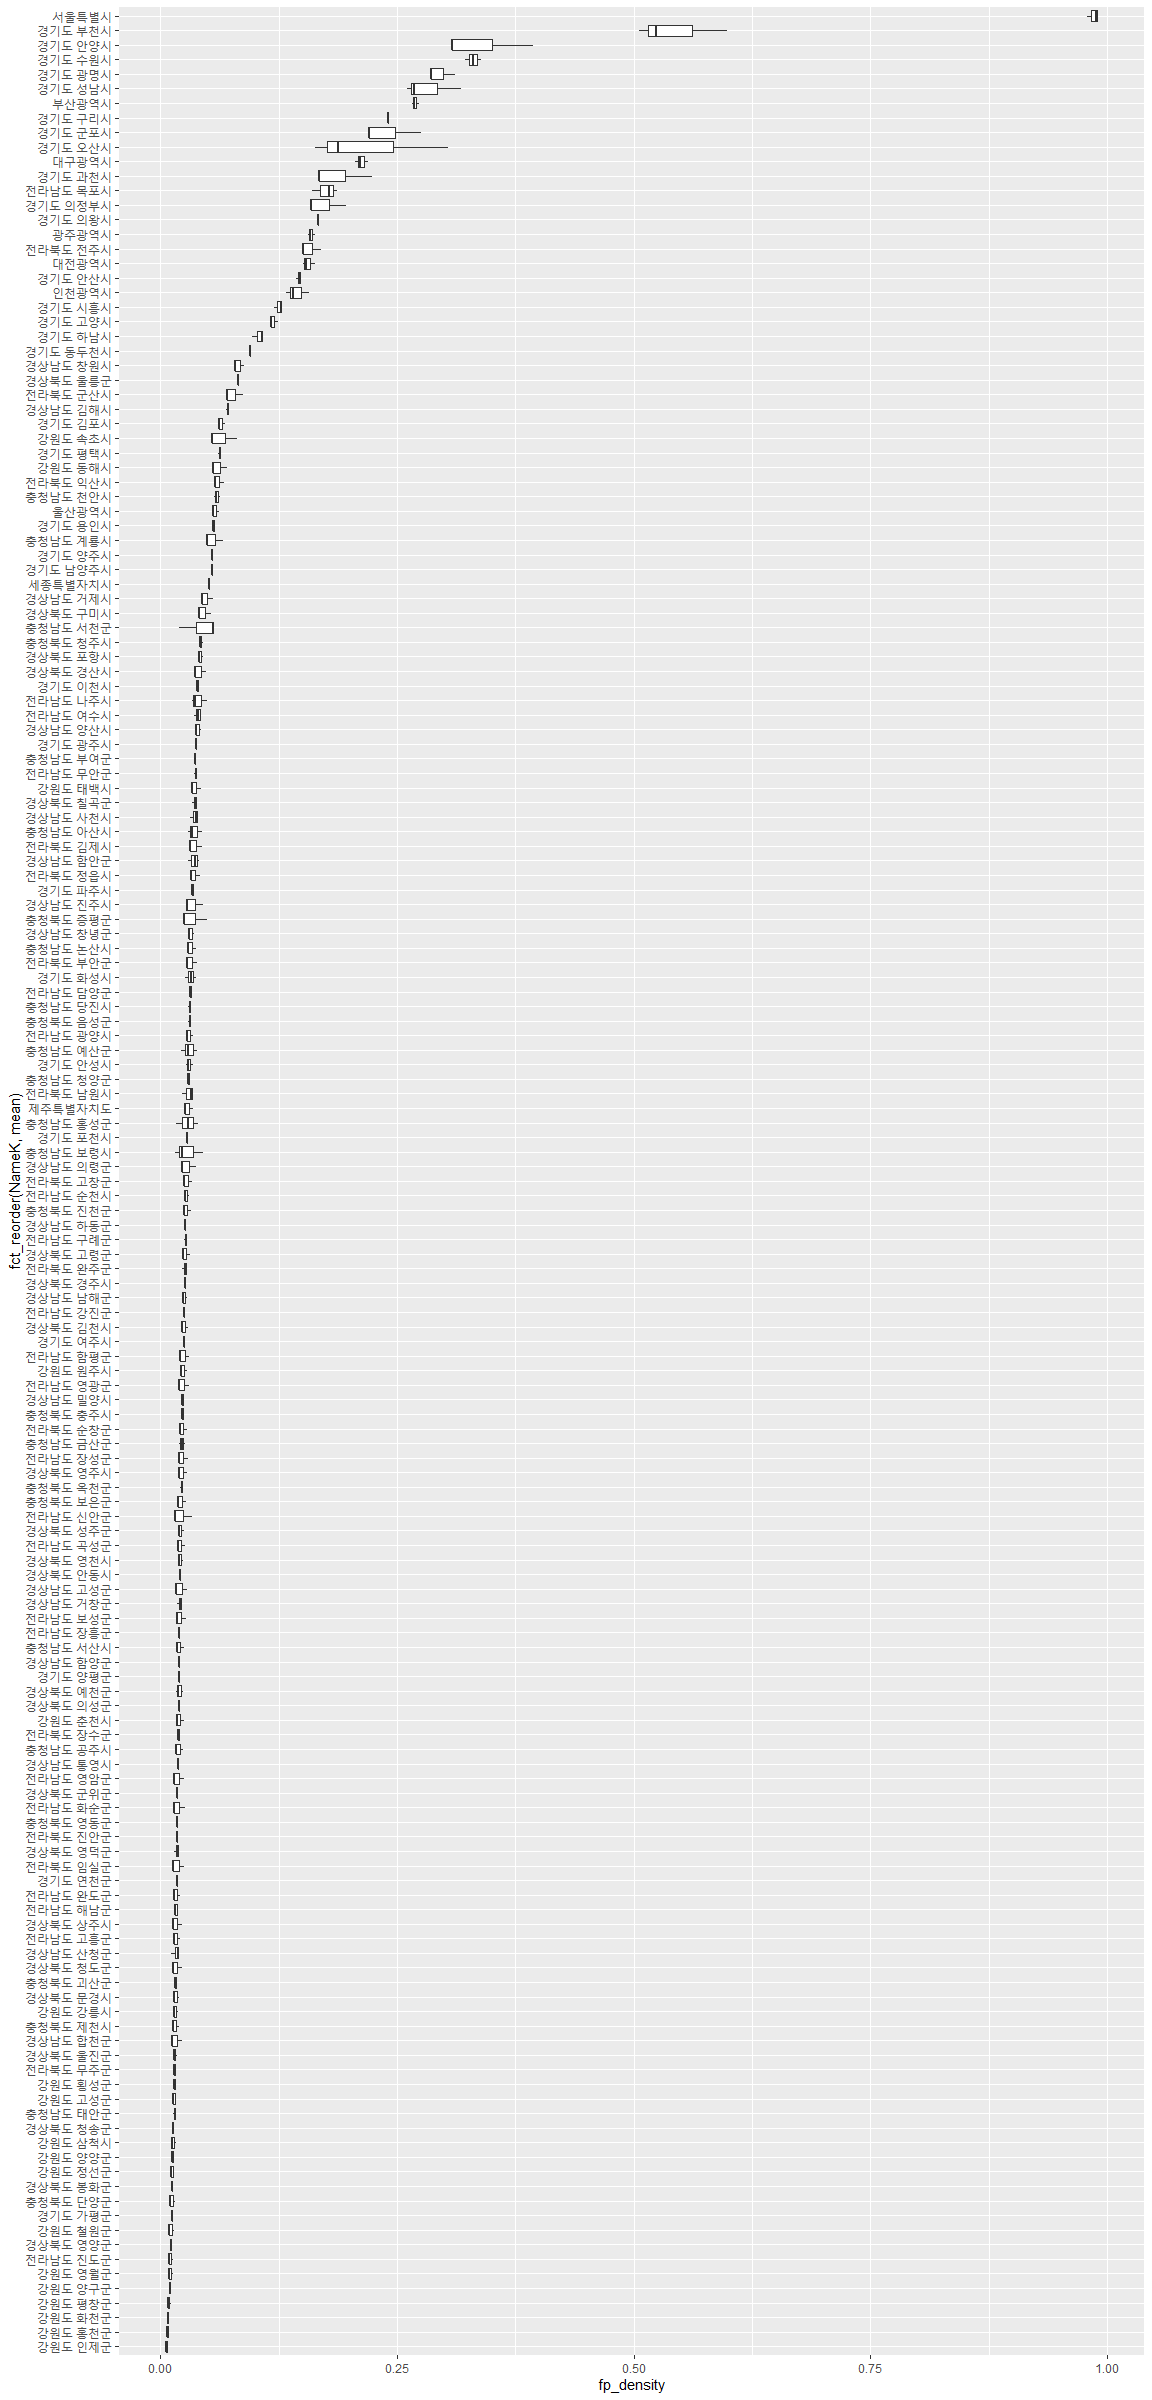 서울특별시
경기도 부천시
경기도 안양시
경기도 수원시
경기도 광명시
경기도 성남시
부산광역시
경기도 구리시
경기도 군포시
경기도 오산시
대구광역시
경기도 과천시
전라남도 목포시
경기도 의정부시
경기도 의왕시
광주광역시
전라북도 전주시
대전광역시
경기도 안산시
인천광역시
경기도 시흥시
경기도 고양시
경기도 하남시
경기도 동두천시
경상남도 창원시
경상북도 울릉군
전라북도 군산시
경상남도 김해시
경기도 김포시
강원도 속초시
경기도 평택시
강원도 동해시
전라북도 익산시
충청남도 천안시
울산광역시
경기도 용인시
충청남도 계룡시
경기도 양주시
경기도 남양주시
세종특별자치시
경상남도 거제시
경상북도 구미시
충청남도 서천군
충청북도 청주시
경상북도 포항시
경상북도 경산시
경기도 이천시
전라남도 나주시
전라남도 여수시
경상남도 양산시
경기도 광주시
충청남도 부여군
전라남도 무안군
강원도 태백시
경상북도 칠곡군
경상남도 사천시
충청남도 아산시
전라북도 김제시
경상남도 함안군
전라북도 정읍시
경기도 파주시
경상남도 진주시
충청북도 증평군
경상남도 창녕군
충청남도 논산시
전라북도 부안군
경기도 화성시
전라남도 담양군
충청남도 당진시
충청북도 음성군
전라남도 광양시
충청남도 예산군
경기도 안성시
충청남도 청양군
전라북도 남원시
제주특별자치도
충청남도 홍성군
경기도 포천시
충청남도 보령시
경상남도 의령군
전라북도 고창군
전라남도 순천시
충청북도 진천군
경상남도 하동군
전라남도 구례군
경상북도 고령군
전라북도 완주군
경상북도 경주시
경상남도 남해군
전라남도 강진군
경상북도 김천시
경기도 여주시
전라남도 함평군
강원도 원주시
전라남도 영광군
경상남도 밀양시
충청북도 충주시
전라북도 순창군
충청남도 금산군
전라남도 장성군
경상북도 영주시
충청북도 옥천군
충청북도 보은군
전라남도 신안군
경상북도 성주군
전라남도 곡성군
경상북도 영천시
경상북도 안동시
경상남도 고성군
경상남도 거창군
전라남도 보성군
전라남도 장흥군
충청남도 서산시
경상남도 함양군
경기도 양평군
경상북도 예천군
경상북도 의성군
강원도 춘천시
전라북도 장수군
충청남도 공주시
경상남도 통영시
전라남도 영암군
경상북도 군위군
전라남도 화순군
충청북도 영동군
전라북도 진안군
경상북도 영덕군
전라북도 임실군
경기도 연천군
전라남도 완도군
전라남도 해남군
경상북도 상주시
전라남도 고흥군
경상남도 산청군
경상북도 청도군
충청북도 괴산군
경상북도 문경시
강원도 강릉시
충청북도 제천시
경상남도 합천군
경상북도 울진군
전라북도 무주군
강원도 횡성군
강원도 고성군
충청남도 태안군
경상북도 청송군
강원도 삼척시
강원도 양양군
강원도 정선군
경상북도 봉화군
충청북도 단양군
경기도 가평군
강원도 철원군
경상북도 영양군
전라남도 진도군
강원도 영월군
강원도 양구군
강원도 평창군
강원도 화천군
강원도 홍천군
강원도 인제군
fct_reorder(NameK, mean)
0.00 0.25 0.50 0.75 1.00
fp_density